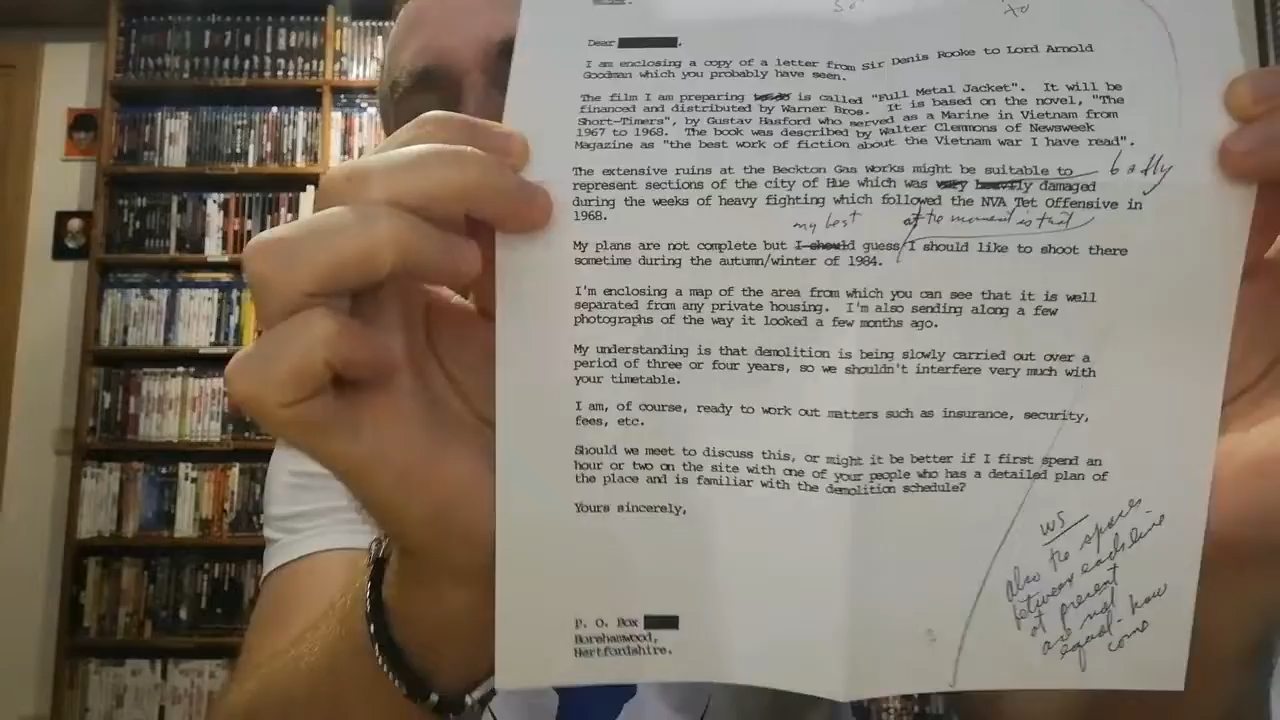 Dear
I am enclosing a copy of a letter from Sir Denis Rooke to Lord Arnold
Goodman which you probably have seen.
The film I am preparing is called "Full Metal Jacket". It will be
financed and distributed by Warner Bros. It is based on the novel, "The
Short-Timers", by Gustav Hasford who served as a Marine in Vietnam from
1967 to 1968. The book was described by Walter Clemmons of Newsweek
Magazine as "the best work of fiction about the Vietnam war I have read".
The extensive ruins at the Beckton Gas Works might be suitable to
badly
represent sections of the city of Hue which was very heavily damaged
during the weeks of heavy fighting which followed the NVA Tet Offensive in
1968.
my best at the moment is that
My plans are not complete but I should guess I should like to shoot there
sometime during the autumn/winter of 1984.
I'm enclosing a map of the area from which you can see that it is well
separated from any private housing. I'm also sending along a few
photographs of the way it looked a few months ago.
My understanding is that demolition is being slowly carried out over a
period of three or four years, so we shouldn't interfere very much with
your timetable.
I am, of course, ready to work out matters such as insurance, security,
fees, etc.
Should we meet to discuss this, or might it be better if I first spend an
hour or two on the site with one of your people who has a detailed plan of
the place and is familiar with the demolition schedule?
Yours sincerely,
also the spaces
between each line
at present
are not
equal - how
come
P. O. Box
Borehamwood,
Hertfordshire.